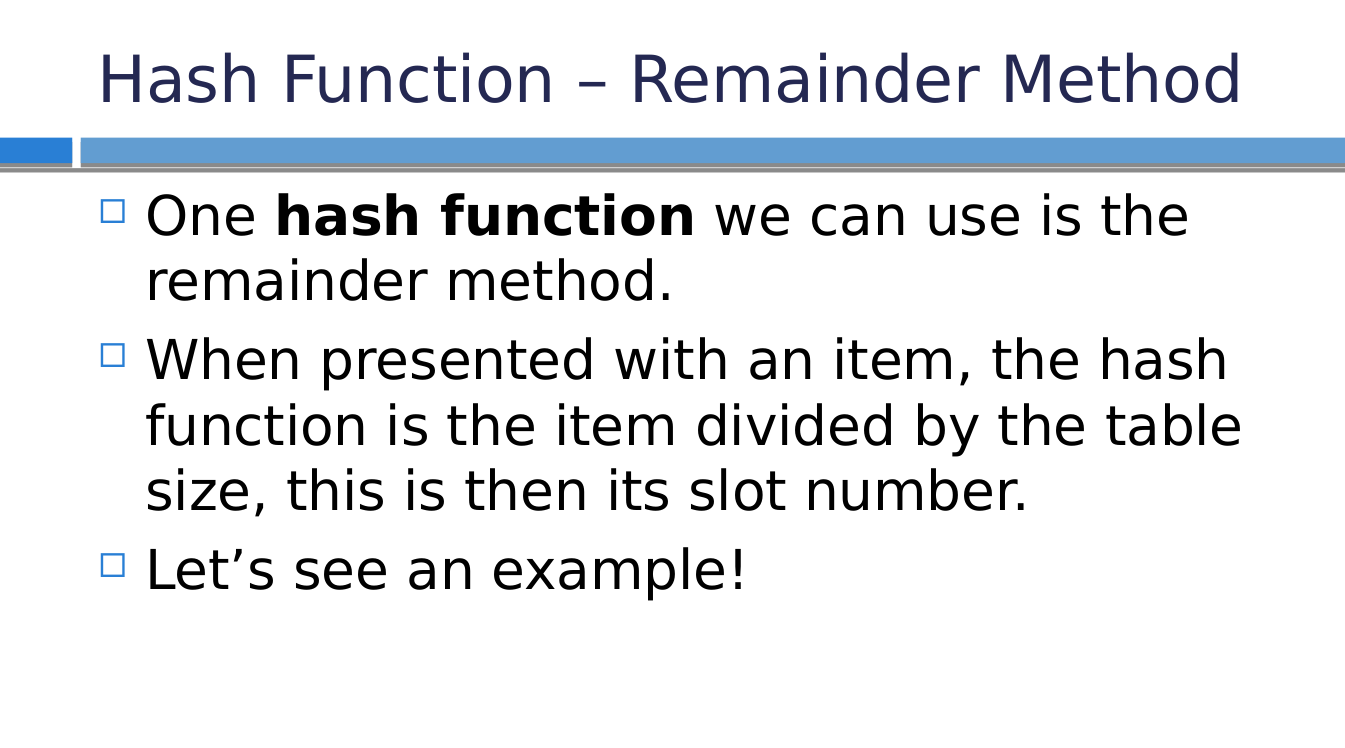 Hash Function – Remainder Method
One hash function we can use is the
remainder method.
When presented with an item, the hash
function is the item divided by the table
size, this is then its slot number.
Let’s see an example!